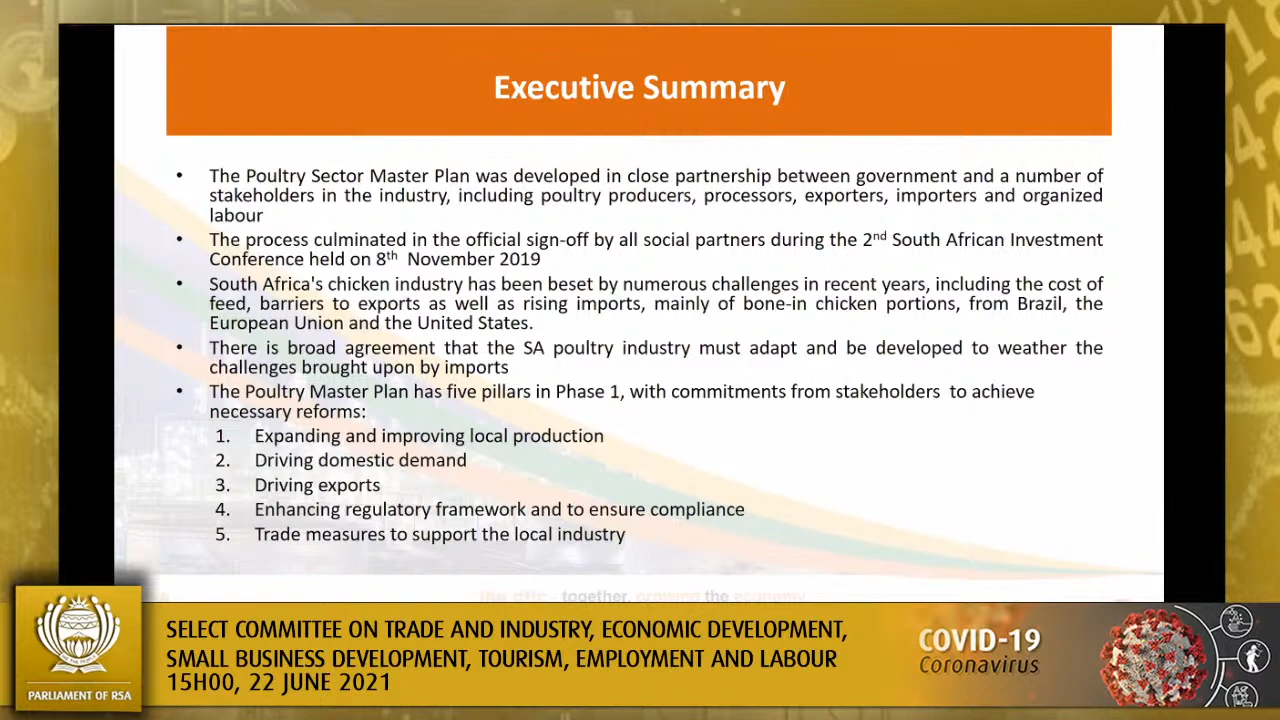 Executive Summary
• The Poultry Sector Master Plan was developed in close partnership between government and a number of
stakeholders in the industry, including poultry producers, processors, exporters, importers and organized
labour
• The process culminated in the official sign-off by all social partners during the 2nd South African Investment
Conference held on 8th November 2019
• South Africa's chicken industry has been beset by numerous challenges in recent years, including the cost of
feed, barriers to exports as well as rising imports, mainly of bone-in chicken portions, from Brazil, the
European Union and the United States.
• There is broad agreement that the SA poultry industry must adapt and be developed to weather the
challenges brought upon by imports
• The Poultry Master Plan has five pillars in Phase 1, with commitments from stakeholders to achieve
necessary reforms:
1. Expanding and improving local production
2. Driving domestic demand
3. Driving exports
4. Enhancing regulatory framework and to ensure compliance
5. Trade measures to support the local industry
together, growing the economy
SELECT COMMITTEE ON TRADE AND INDUSTRY, ECONOMIC DEVELOPMENT,
SMALL BUSINESS DEVELOPMENT, TOURISM, EMPLOYMENT AND LABOUR
15H00, 22 JUNE 2021
PARLIAMENT OF RSA
COVID-19
Coronavirus